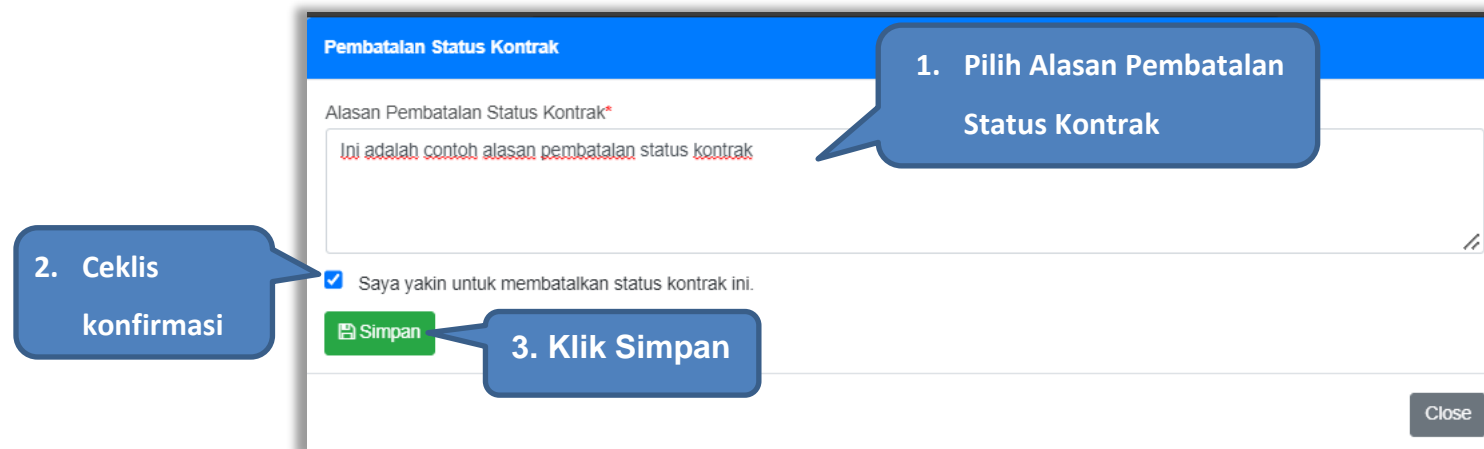 Pembatalan Status Kontrak
1. Pilih Alasan Pembatalan
Status Kontrak
Alasan Pembatalan Status Kontrak*
Ini adalah contoh alasan pembatalan status kontrak
2. Ceklis
konfirmasi
Saya yakin untuk membatalkan status kontrak ini.
Simpan
3. Klik Simpan
Close